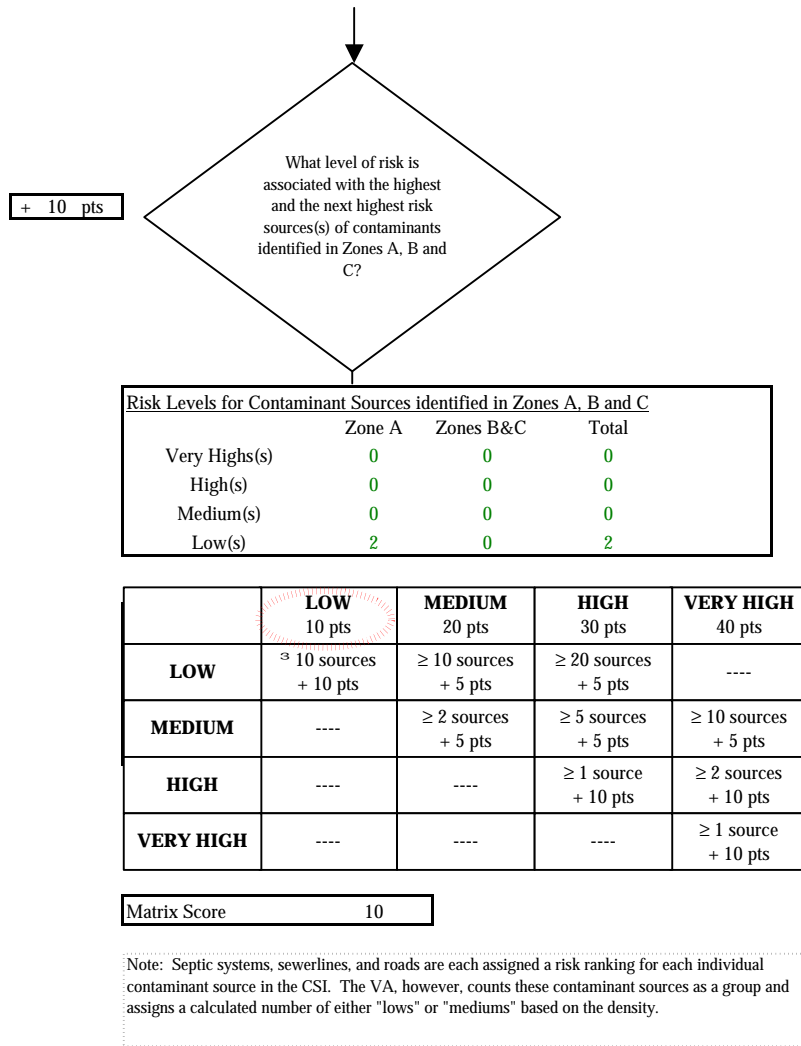 What level of risk is
associated with the highest
and the next highest risk
sources(s) of contaminants
identified in Zones A, B and
C?
+ 10 pts
Risk Levels for Contaminant Sources identified in Zones A, B and C
Zone A Zones B&C Total
Very Highs(s) 0 0 0
High(s) 0 0 0
Medium(s) 0 0 0
Low(s) 2 0 2
LOW MEDIUM HIGH VERY HIGH
10 pts 20 pts 30 pts 40 pts
LOW ³ 10 sources ≥ 10 sources ≥ 20 sources ----
+ 10 pts + 5 pts + 5 pts
MEDIUM ---- ≥ 2 sources ≥ 5 sources ≥ 10 sources
+ 5 pts + 5 pts + 5 pts
HIGH ---- ---- ≥ 1 source ≥ 2 sources
+ 10 pts + 10 pts
VERY HIGH ---- ---- ---- ≥ 1 source
+ 10 pts
Matrix Score 10
Note: Septic systems, sewerlines, and roads are each assigned a risk ranking for each individual
contaminant source in the CSI. The VA, however, counts these contaminant sources as a group and
assigns a calculated number of either "lows" or "mediums" based on the density.